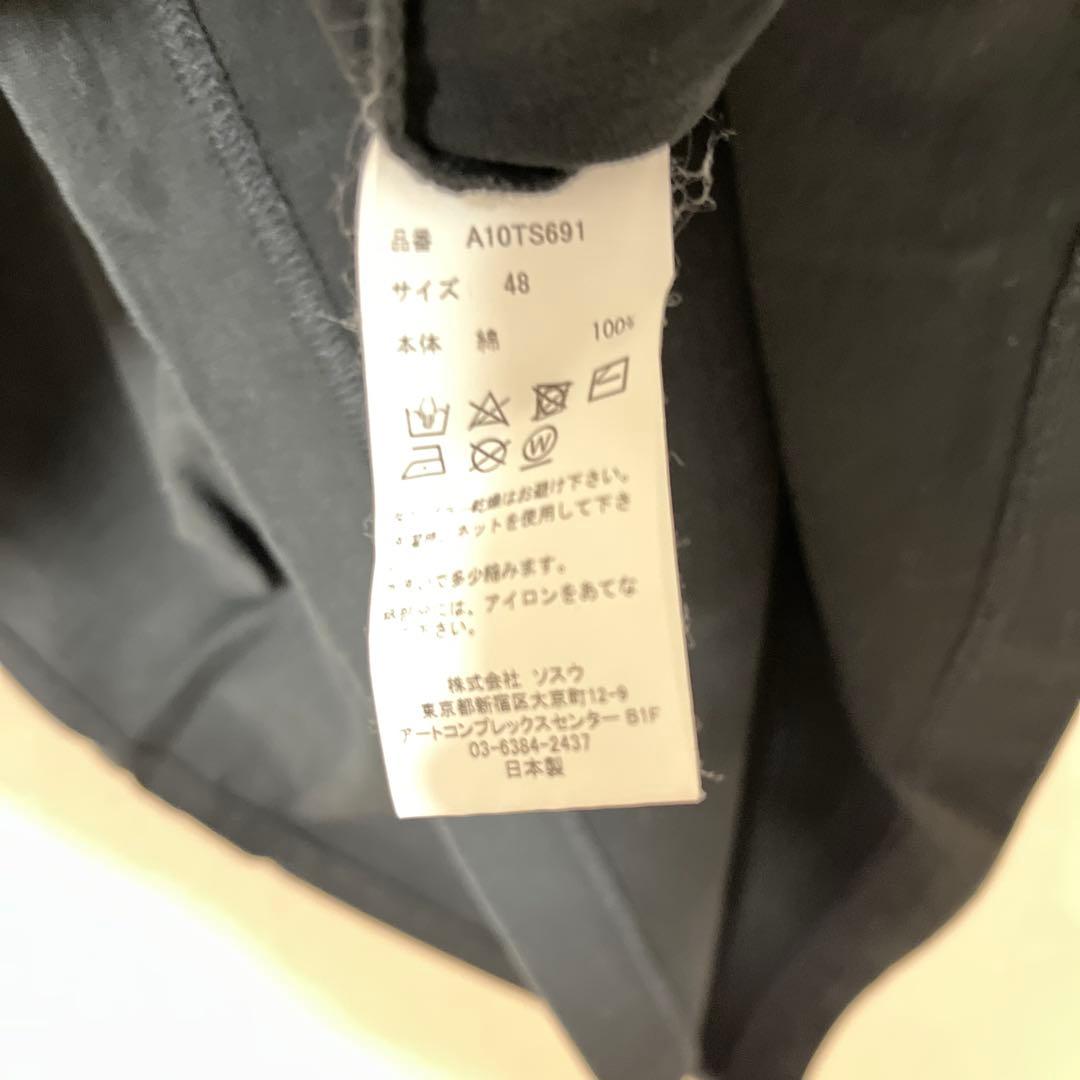 品番 A10TS691
サイズ 48
本体 綿 100%
W
乾燥はお避け下さい。
ネットを使用して下さ
で多少縮みます。
には、アイロンをあてな
下さい。
株式会社 ソスウ
東京都新宿区大京町12-9
アートコンプレックスセンター B1F
03-6384-2437
日本製